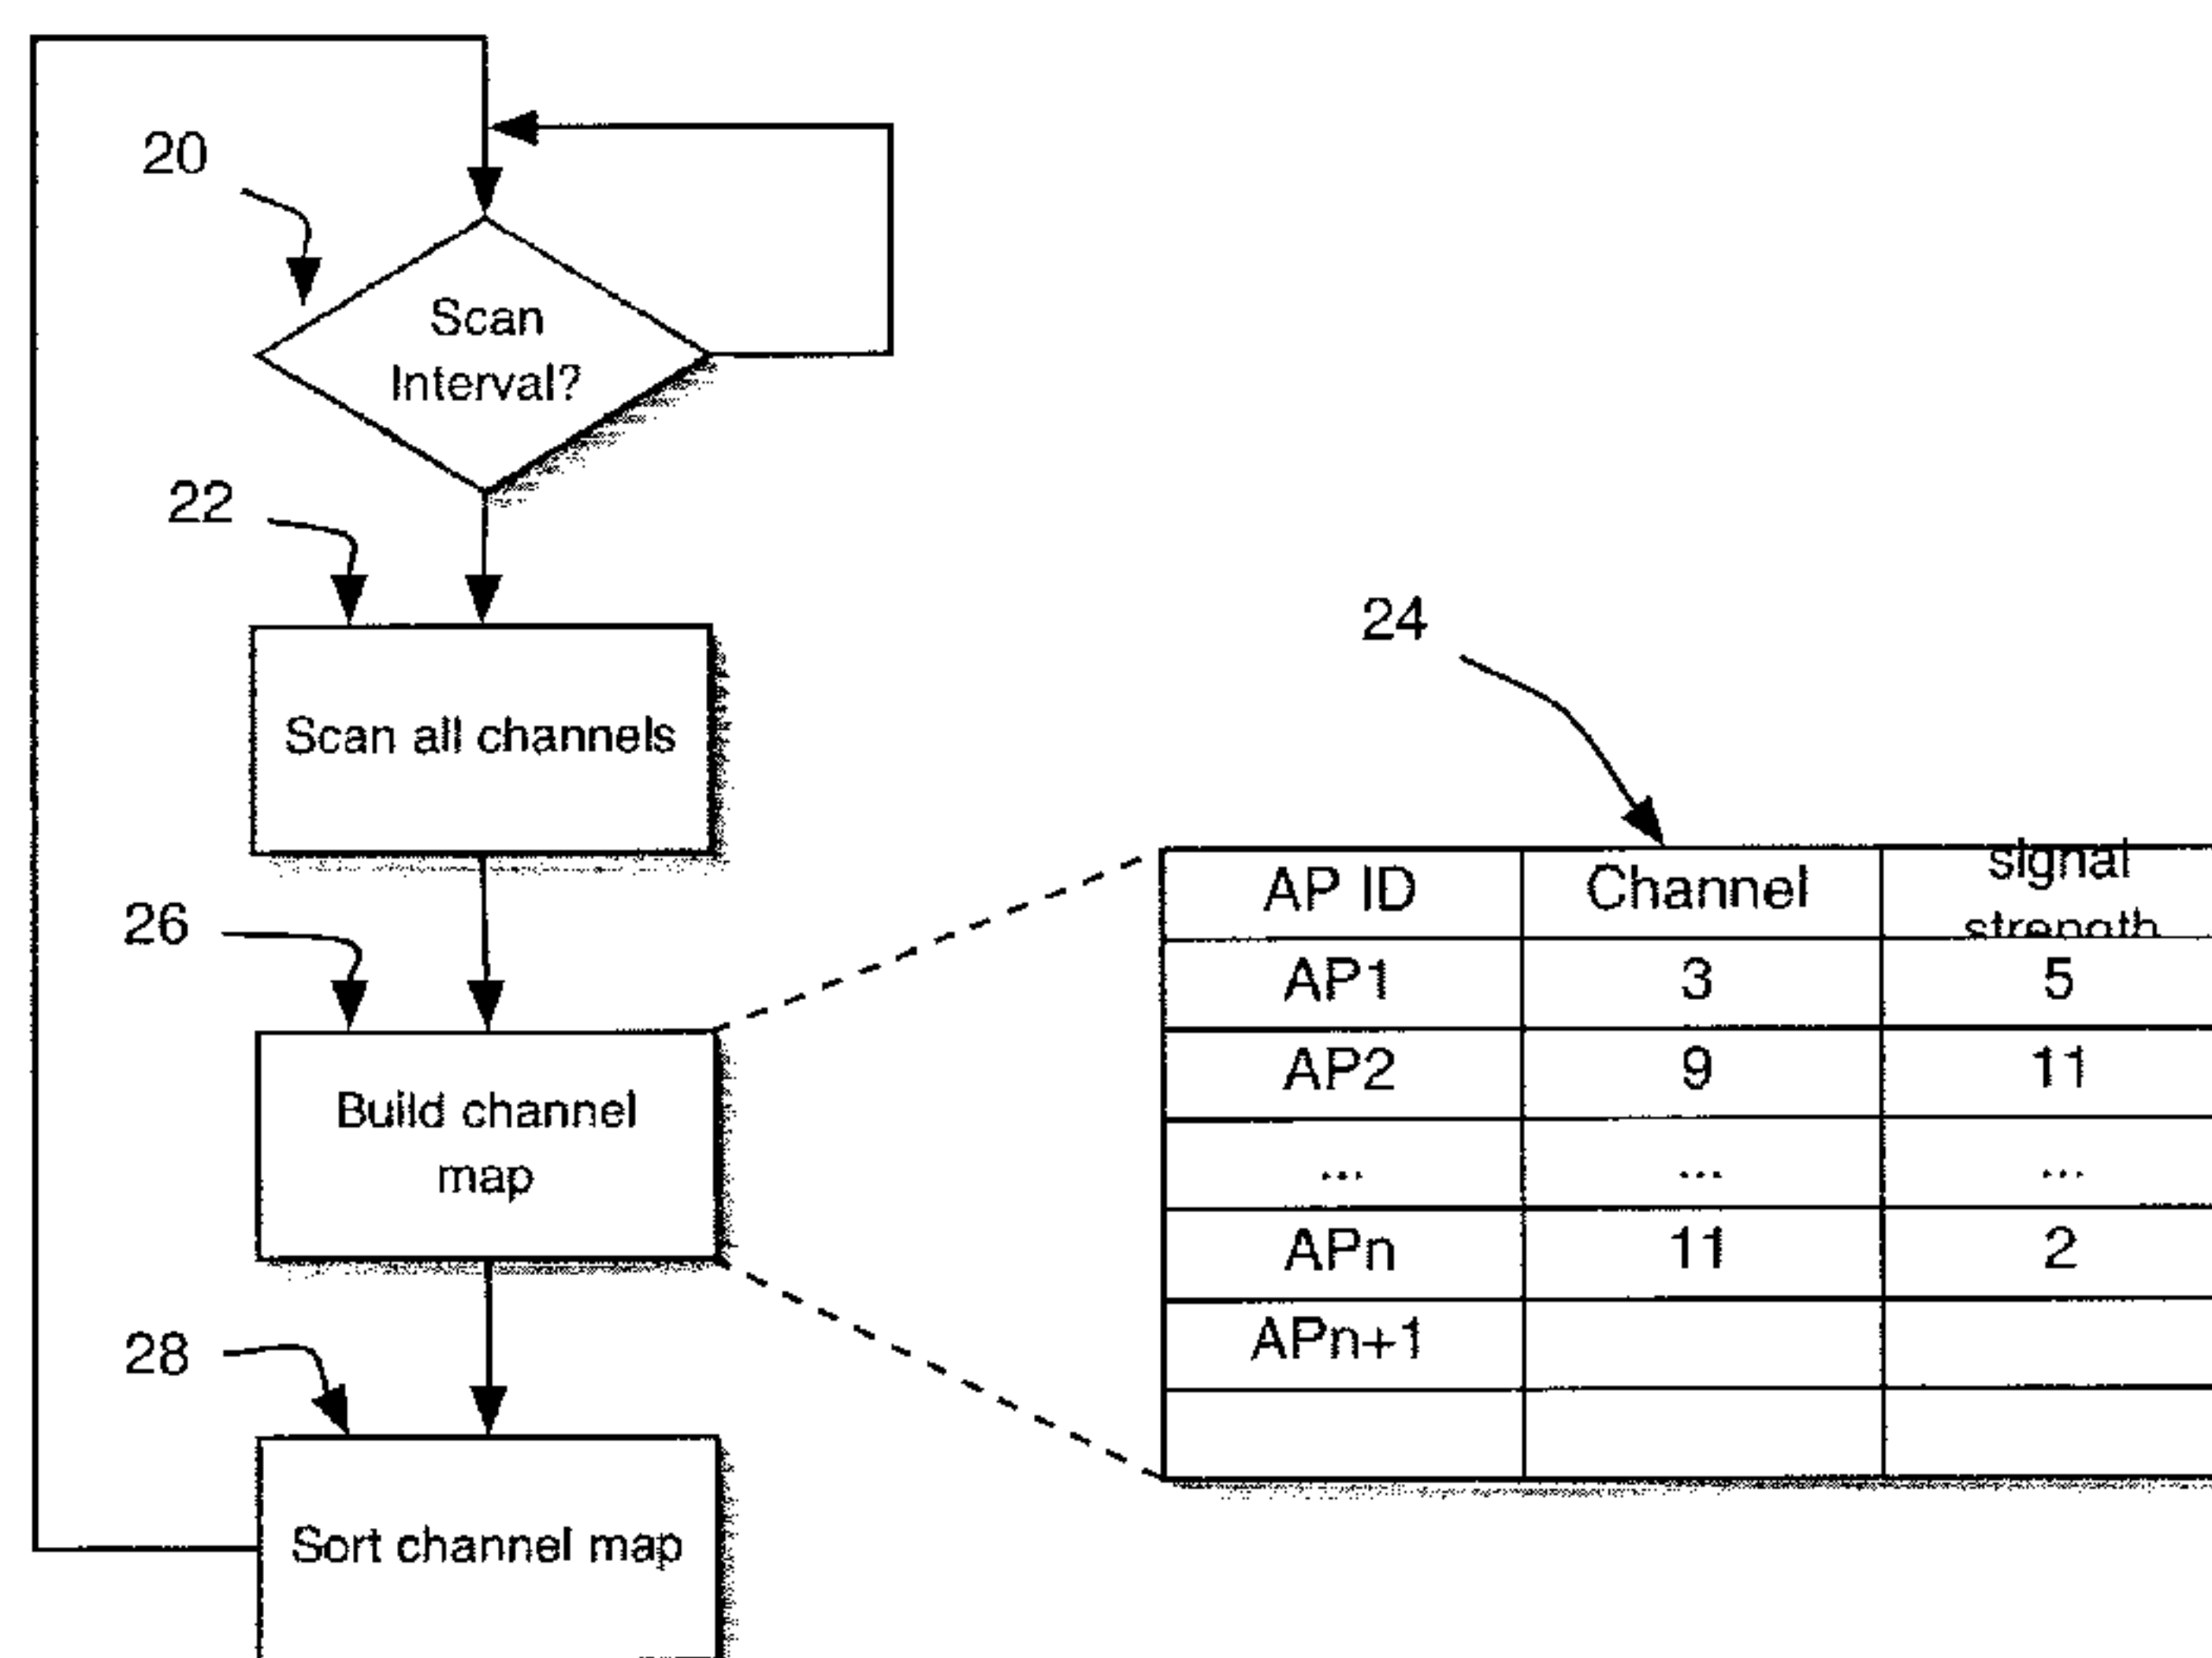 20
Scan
Interval?
22
Scan all channels
24
26
Build channel
map
28
Sort channel map
AP ID Channel signal
strength
AP1 3 5
AP2 9 11
... ... ...
APn 11 2
APn+1